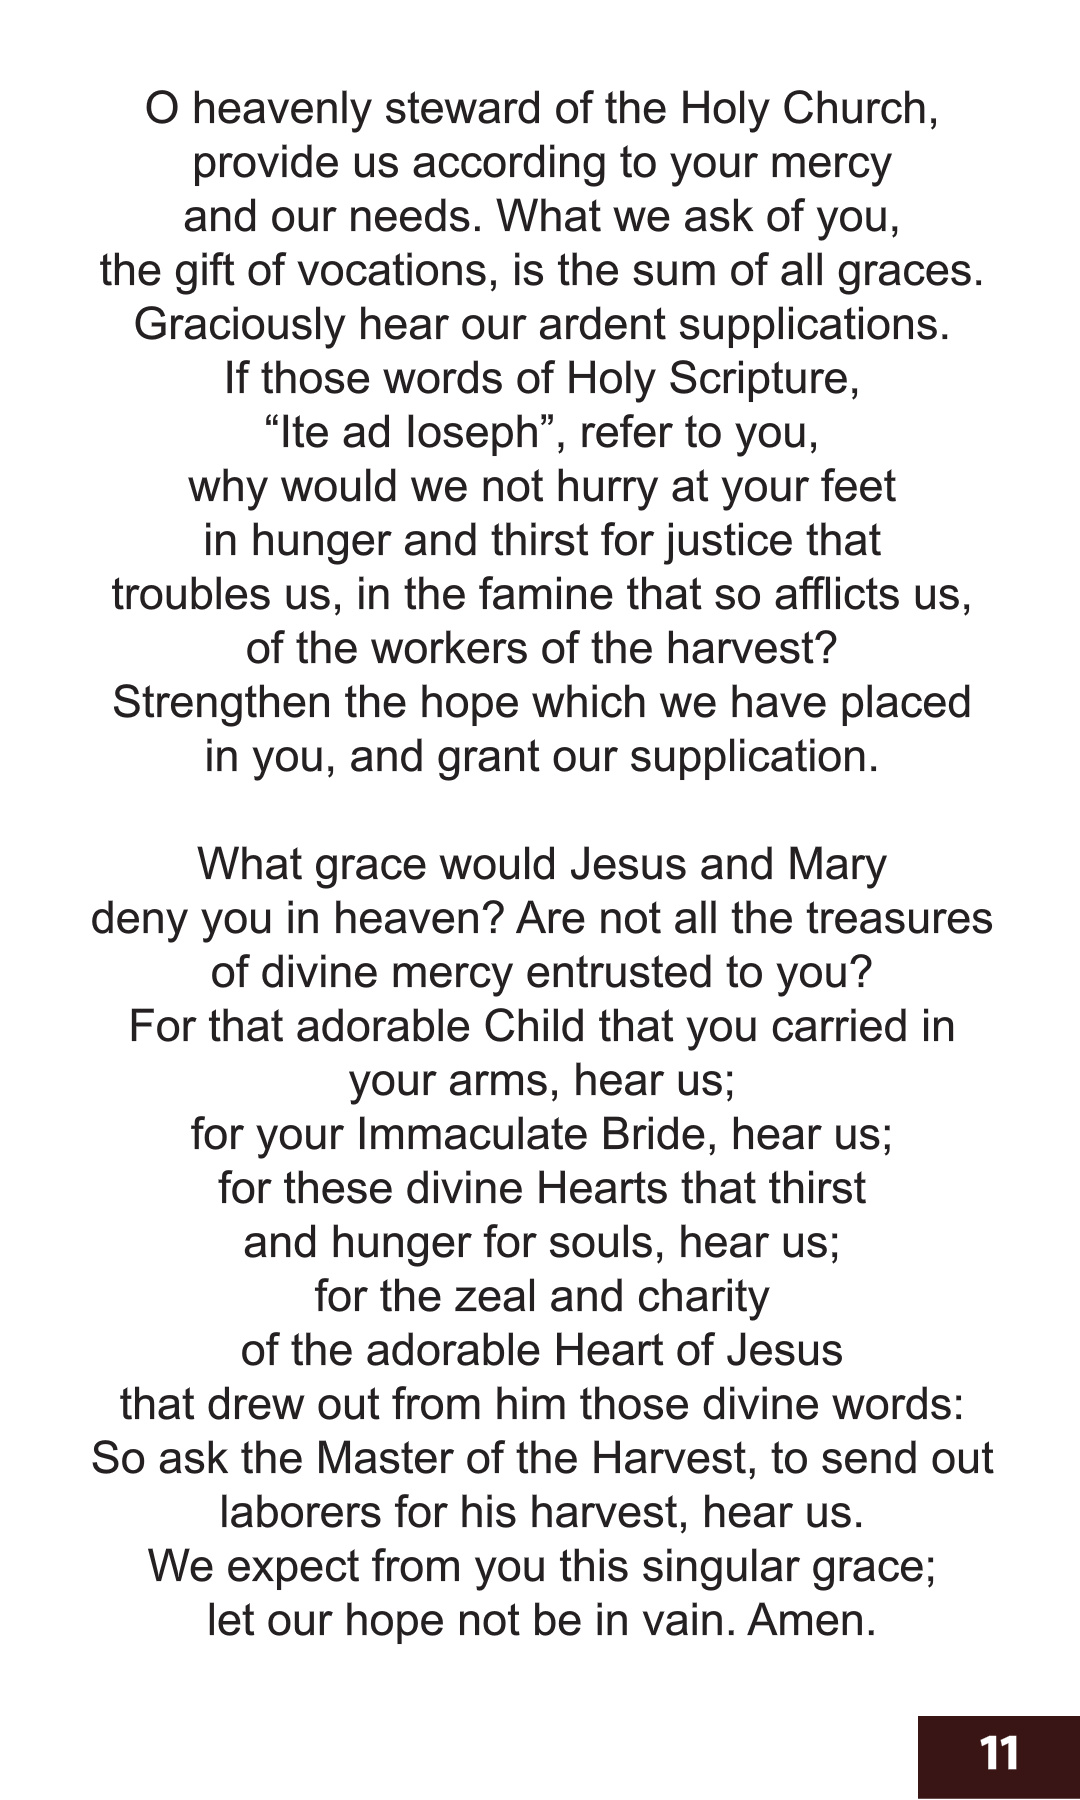 O heavenly steward of the Holy Church,
provide us according to your mercy
and our needs. What we ask of you,
the gift of vocations, is the sum of all graces.
Graciously hear our ardent supplications.
If those words of Holy Scripture,
“Ite ad Ioseph”, refer to you,
why would we not hurry at your feet
in hunger and thirst for justice that
troubles us, in the famine that so afflicts us,
of the workers of the harvest?
Strengthen the hope which we have placed
in you, and grant our supplication.
What grace would Jesus and Mary
deny you in heaven? Are not all the treasures
of divine mercy entrusted to you?
For that adorable Child that you carried in
your arms, hear us;
for your Immaculate Bride, hear us;
for these divine Hearts that thirst
and hunger for souls, hear us;
for the zeal and charity
of the adorable Heart of Jesus
that drew out from him those divine words:
So ask the Master of the Harvest, to send out
laborers for his harvest, hear us.
We expect from you this singular grace;
let our hope not be in vain. Amen.
11